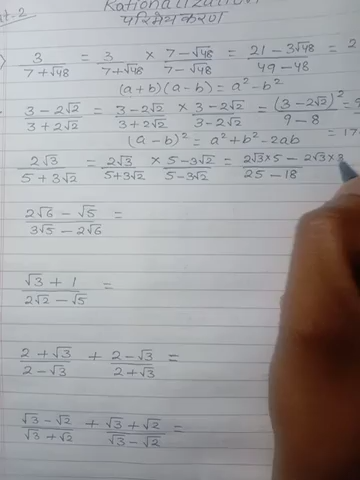 Rationalization
परिमेयकरण
3/(7+√48) = 3/(7+√48) × (7-√48)/(7-√48) = (21-3√48)/(49-48) =
(a+b)(a-b) = a²-b²
(3-2√2)/(3+2√2) = (3-2√2)/(3+2√2) × (3-2√2)/(3-2√2) = (3-2√2)²/(9-8) =
(a-b)² = a²+b²-2ab = 17
2√3/(5+3√2) = 2√3/(5+3√2) × (5-3√2)/(5-3√2) = (2√3×5 - 2√3×3)/(25-18)
(2√6-√5)/(3√5-2√6) =
(√3+1)/(2√2-√5) =
(2+√3)/(2-√3) + (2-√3)/(2+√3) =
(√3-√2)/(√3+√2) + (√3+√2)/(√3-√2) =